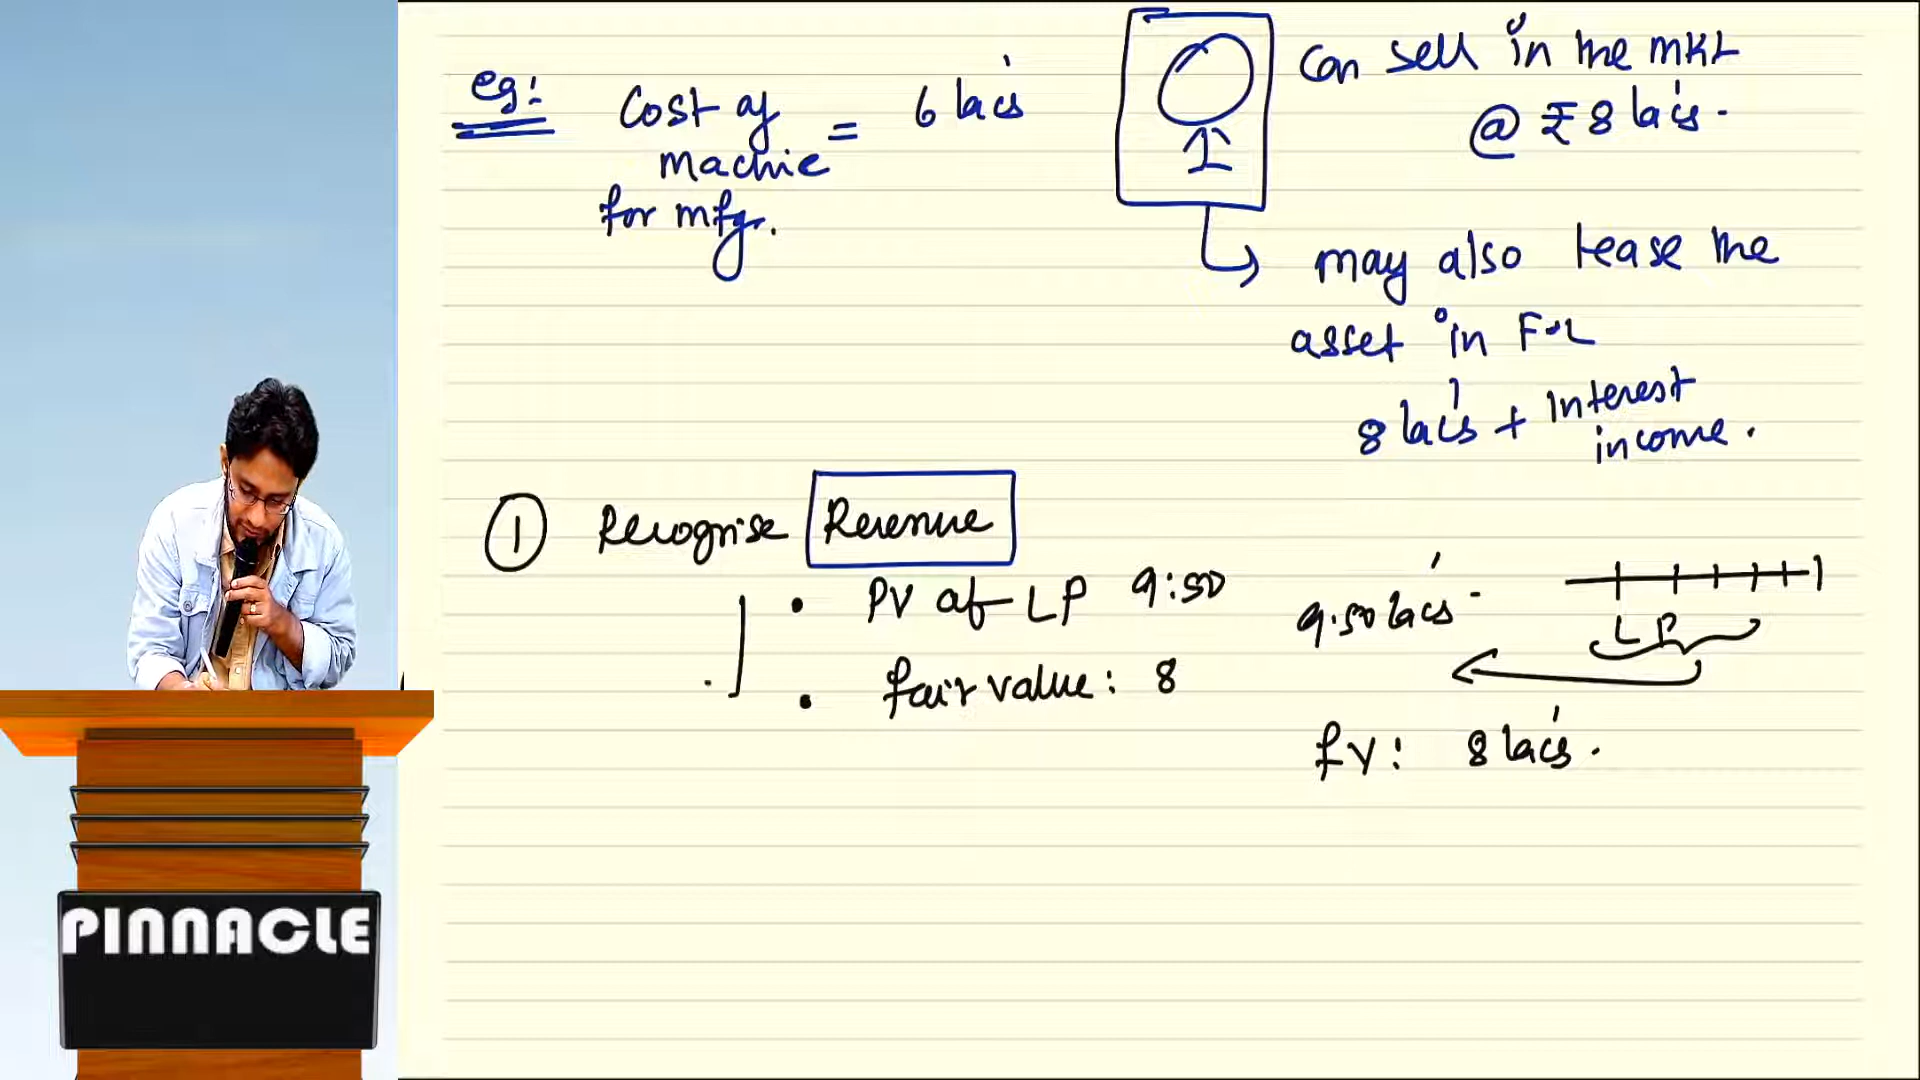 eg:
Cost of = 6 lacs
machie
for mfg.
I
Can sell in the mkt
@ ₹8 lacs.
may also lease the
asset in F.L
8 lacs + interest
income.
① Recognise Revenue
• PV of LP 9:50
• fair value: 8
9.50 lacs
LP
FV: 8 lacs.
PINNACLE